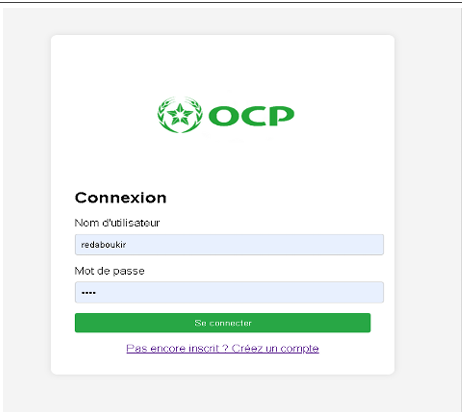 OCP
Connexion
Nom d'utilisateur
redaboukir
Mot de passe
••••
Se connecter
Pas encore inscrit ? Créez un compte